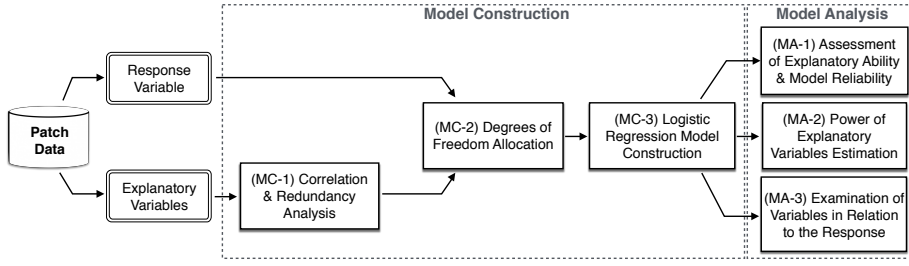 Model Construction
Model Analysis
Patch
Data
Response
Variable
Explanatory
Variables
(MC-1) Correlation
& Redundancy
Analysis
(MC-2) Degrees of
Freedom Allocation
(MC-3) Logistic
Regression Model
Construction
(MA-1) Assessment
of Explanatory Ability
& Model Reliability
(MA-2) Power of
Explanatory
Variables Estimation
(MA-3) Examination of
Variables in Relation
to the Response